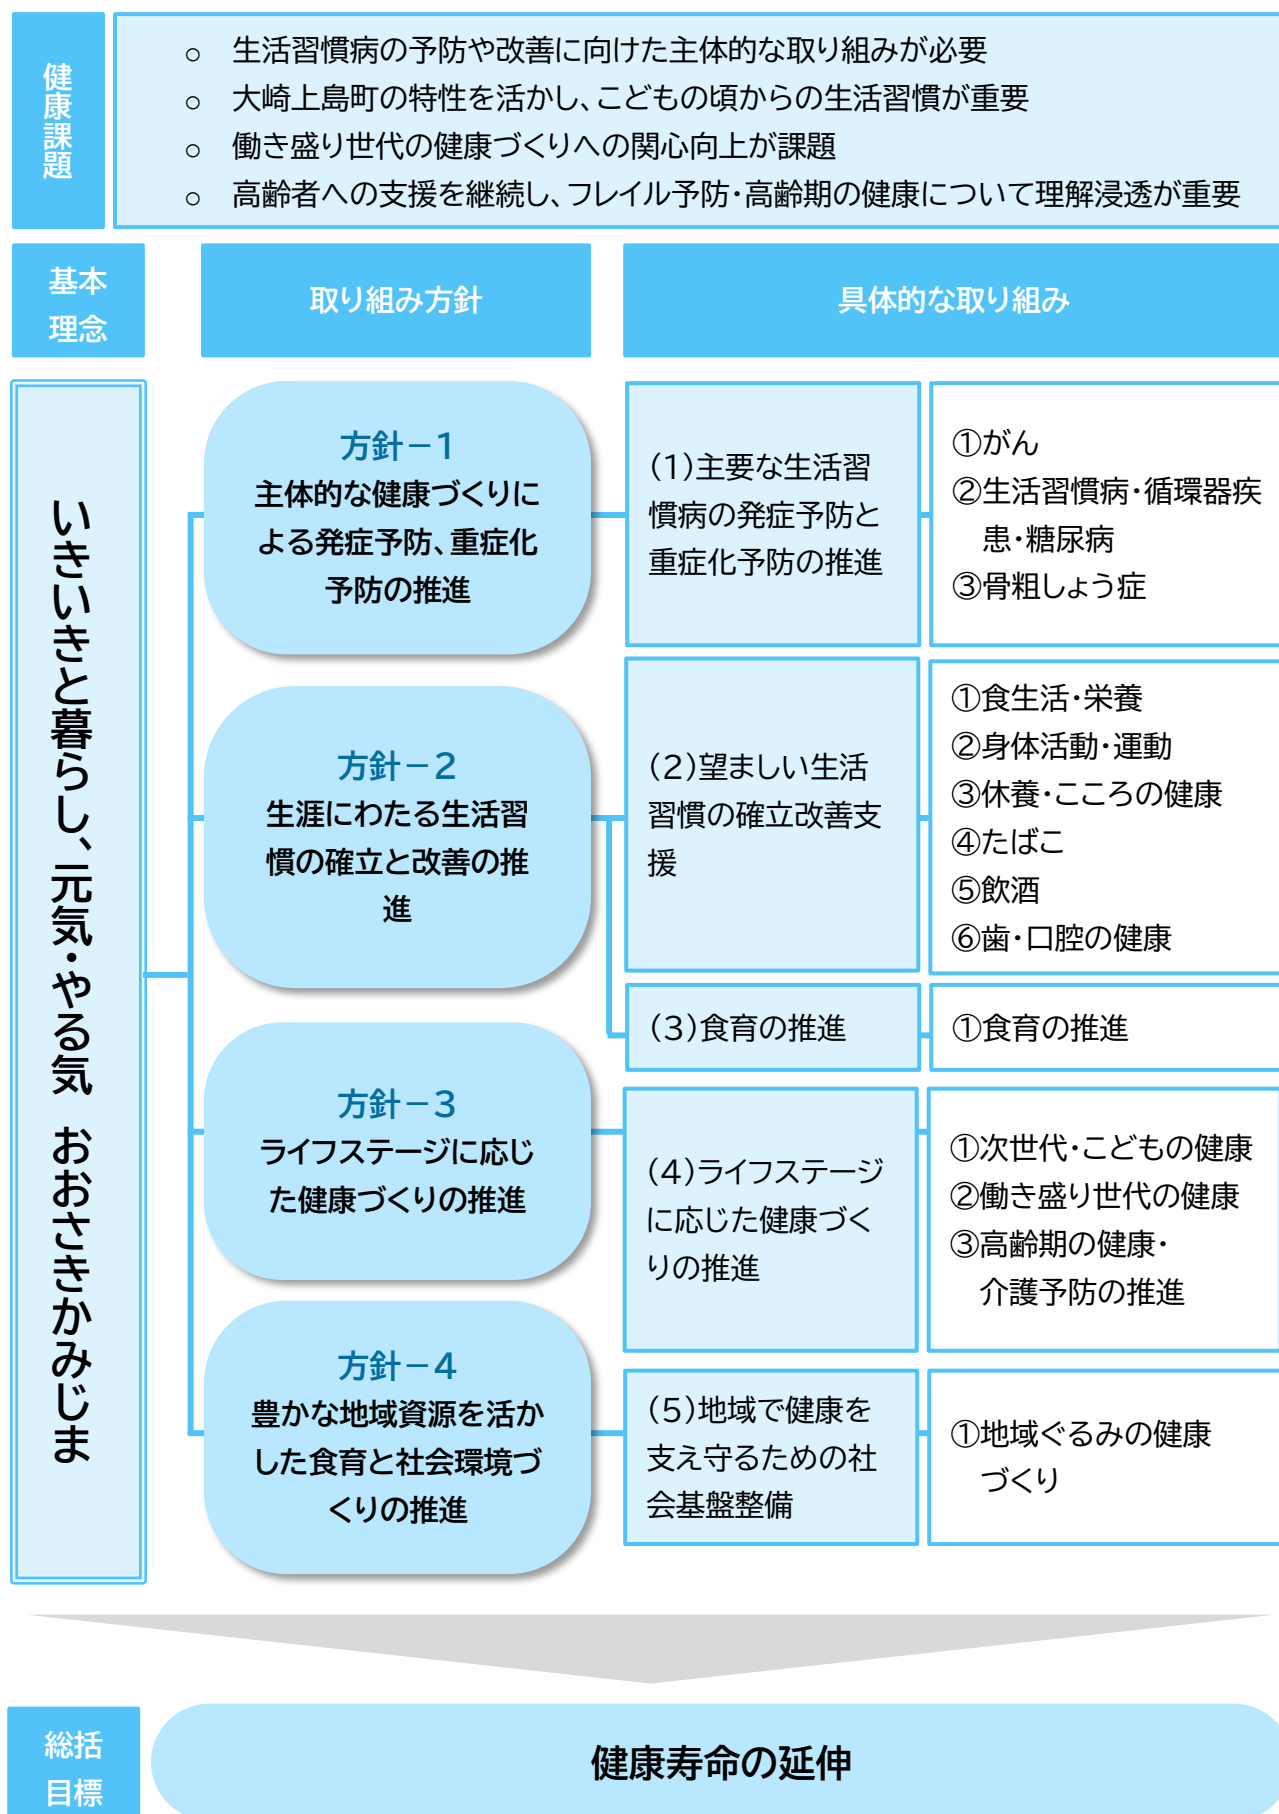 健康課題
○ 生活習慣病の予防や改善に向けた主体的な取り組みが必要
○ 大崎上島町の特性を活かし、こどもの頃からの生活習慣が重要
○ 働き盛り世代の健康づくりへの関心向上が課題
○ 高齢者への支援を継続し、フレイル予防・高齢期の健康について理解浸透が重要
基本
理念
取り組み方針
具体的な取り組み
いきいきと暮らし、元気・やる気 おおさきかみじま
方針－1
主体的な健康づくりに
よる発症予防、重症化
予防の推進
（1）主要な生活習
慣病の発症予防と
重症化予防の推進
①がん
②生活習慣病・循環器疾
患・糖尿病
③骨粗しょう症
方針－2
生涯にわたる生活習
慣の確立と改善の推
進
（2）望ましい生活
習慣の確立改善支
援
①食生活・栄養
②身体活動・運動
③休養・こころの健康
④たばこ
⑤飲酒
⑥歯・口腔の健康
（3）食育の推進
①食育の推進
方針－3
ライフステージに応じ
た健康づくりの推進
（4）ライフステージ
に応じた健康づく
りの推進
①次世代・こどもの健康
②働き盛り世代の健康
③高齢期の健康・
介護予防の推進
方針－4
豊かな地域資源を活か
した食育と社会環境づ
くりの推進
（5）地域で健康を
支え守るための社
会基盤整備
①地域ぐるみの健康
づくり
総括
目標
健康寿命の延伸